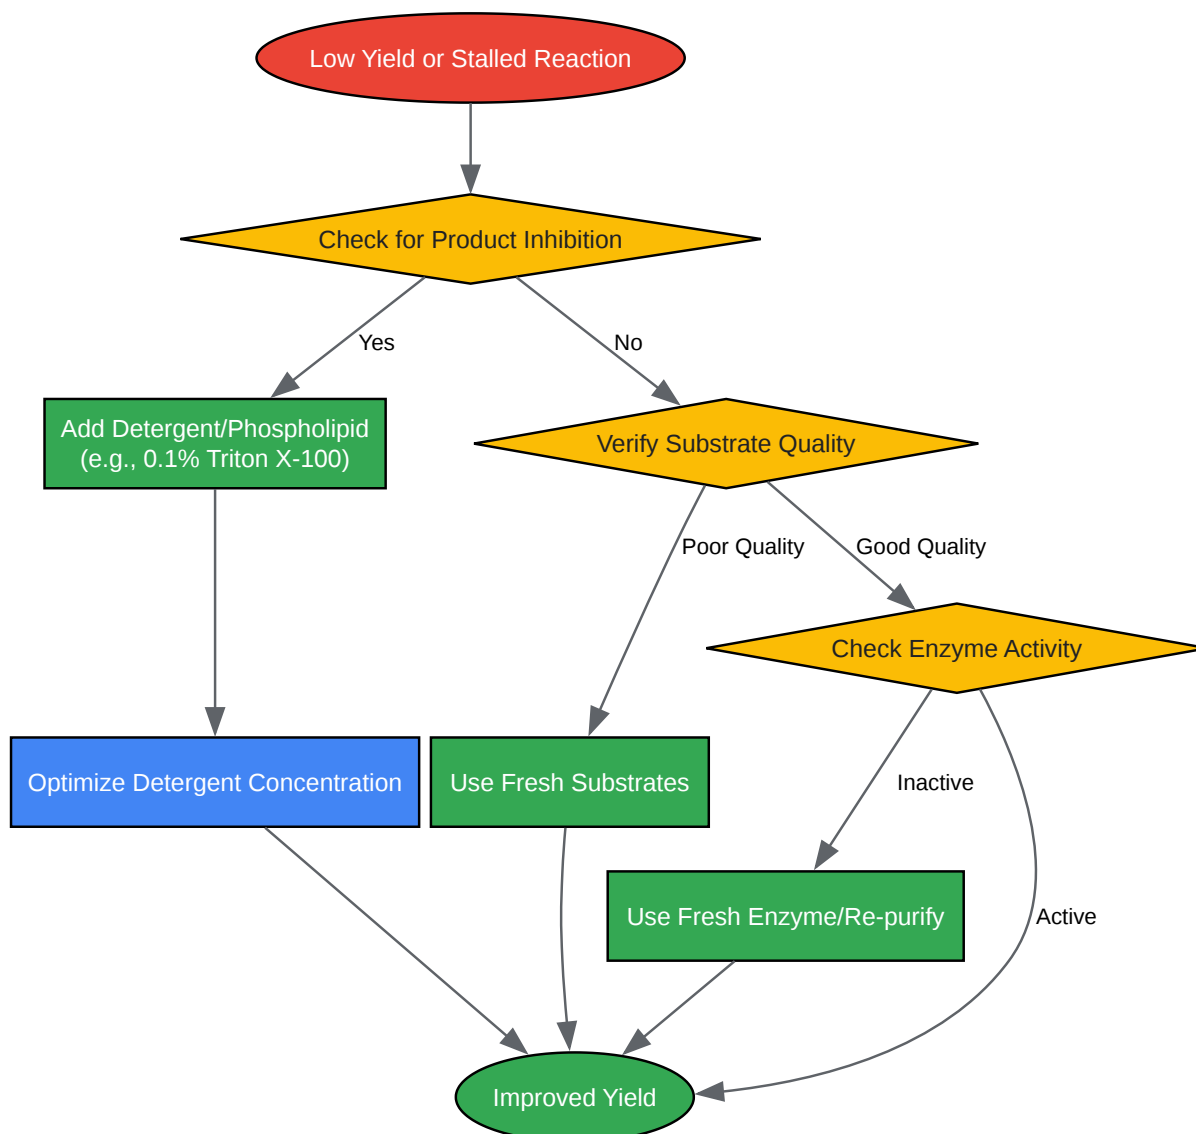 Low Yield or Stalled Reaction
Check for Product Inhibition
Yes
No
Add Detergent/Phospholipid
(e.g., 0.1% Triton X-100)
Verify Substrate Quality
Poor Quality
Good Quality
Check Enzyme Activity
Optimize Detergent Concentration
Use Fresh Substrates
Inactive
Use Fresh Enzyme/Re-purify
Active
Improved Yield